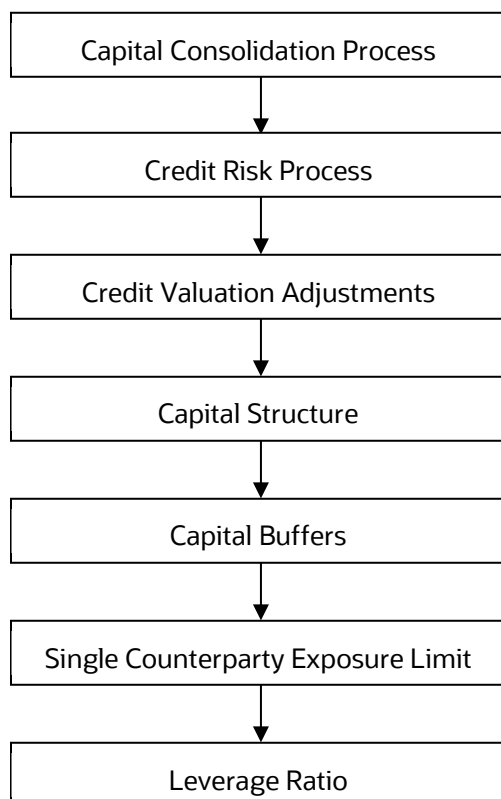 Capital Consolidation Process
Credit Risk Process
Credit Valuation Adjustments
Capital Structure
Capital Buffers
Single Counterparty Exposure Limit
Leverage Ratio